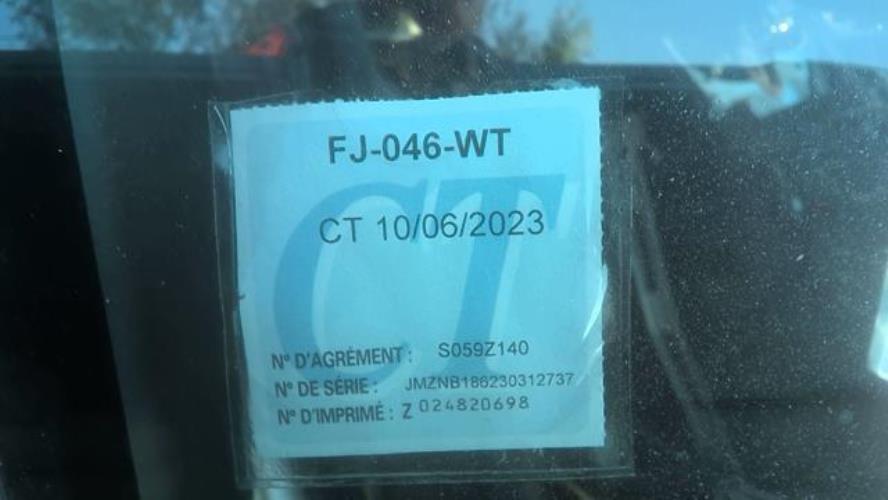 FJ-046-WT
CT
CT 10/06/2023
N° D'AGRÉMENT : S059Z140
N° DE SÉRIE : JMZNB186230312737
N° D'IMPRIMÉ : Z 024820698